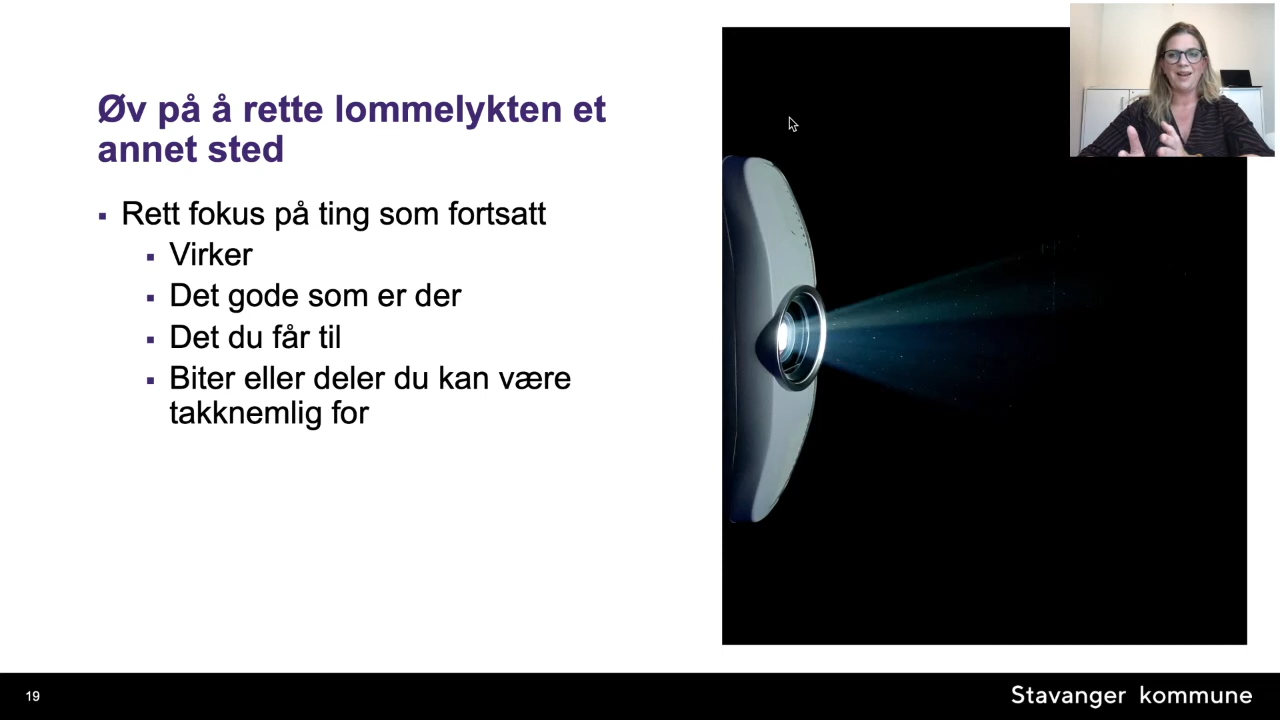 Øv på å rette lommelykten et
annet sted
▪ Rett fokus på ting som fortsatt
▪ Virker
▪ Det gode som er der
▪ Det du får til
▪ Biter eller deler du kan være
takknemlig for
19
Stavanger kommune